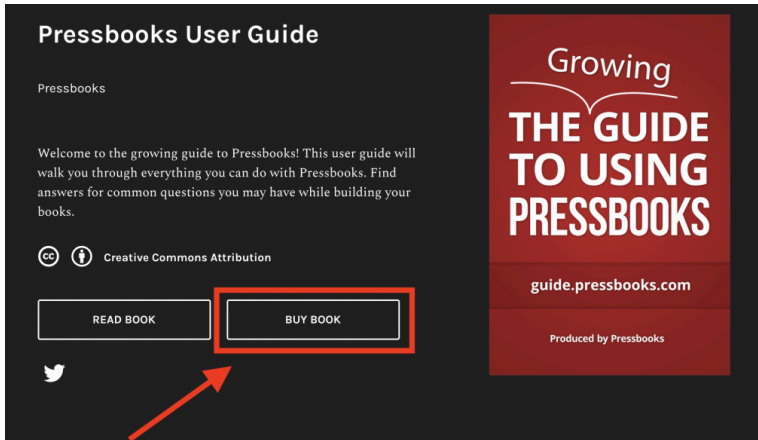 Pressbooks User Guide
Pressbooks
Welcome to the growing guide to Pressbooks! This user guide will
walk you through everything you can do with Pressbooks. Find
answers for common questions you may have while building your
books.
cc Creative Commons Attribution
READ BOOK
BUY BOOK
Growing
THE GUIDE
TO USING
PRESSBOOKS
guide.pressbooks.com
Produced by Pressbooks